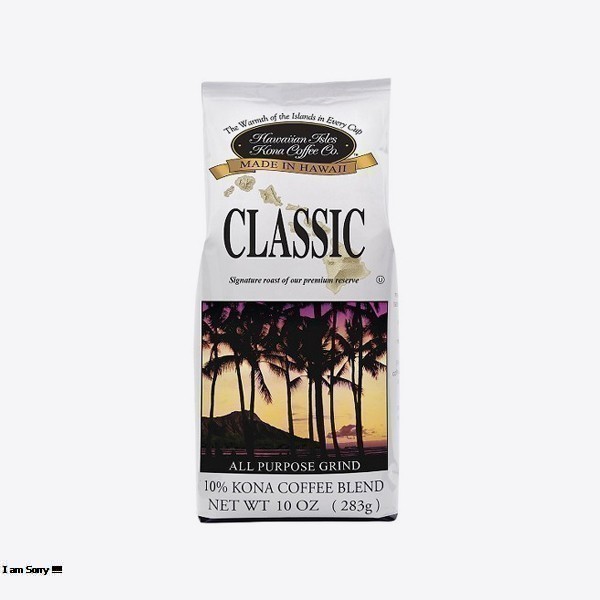 The Warmth of the Islands in Every Cup
Hawaiian Isles
Kona Coffee Co.
MADE IN HAWAII
CLASSIC
Signature roast of our premium reserve
U
ALL PURPOSE GRIND
10% KONA COFFEE BLEND
NET WT 10 OZ (283g)
I am Sorry !!!!